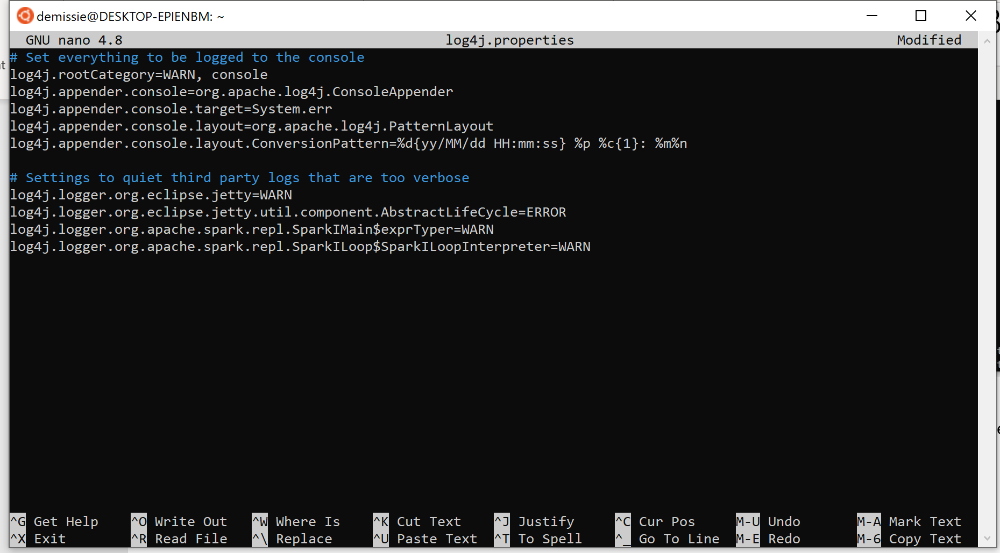 demissie@DESKTOP-EPIENBM: ~
GNU nano 4.8 log4j.properties Modified
# Set everything to be logged to the console
log4j.rootCategory=WARN, console
log4j.appender.console=org.apache.log4j.ConsoleAppender
log4j.appender.console.target=System.err
log4j.appender.console.layout=org.apache.log4j.PatternLayout
log4j.appender.console.layout.ConversionPattern=%d{yy/MM/dd HH:mm:ss} %p %c{1}: %m%n
# Settings to quiet third party logs that are too verbose
log4j.logger.org.eclipse.jetty=WARN
log4j.logger.org.eclipse.jetty.util.component.AbstractLifeCycle=ERROR
log4j.logger.org.apache.spark.repl.SparkIMain$exprTyper=WARN
log4j.logger.org.apache.spark.repl.SparkILoop$SparkILoopInterpreter=WARN
^G Get Help ^O Write Out ^W Where Is ^K Cut Text ^J Justify ^C Cur Pos M-U Undo M-A Mark Text
^X Exit ^R Read File ^\ Replace ^U Paste Text ^T To Spell ^_ Go To Line M-E Redo M-6 Copy Text